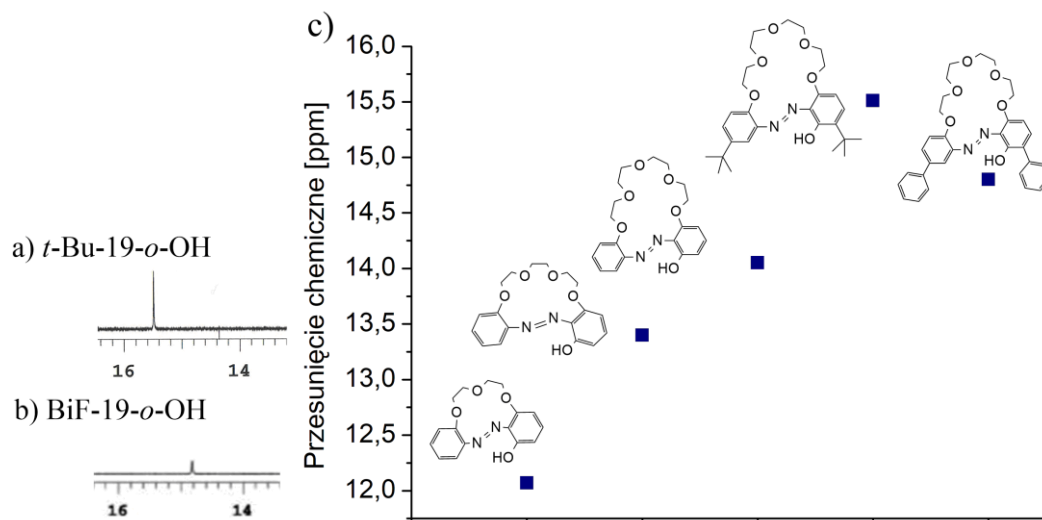 a) t-Bu-19-o-OH
16 14
b) BiF-19-o-OH
16 14
c)
Przesunięcie chemiczne [ppm]
16,0
15,5
15,0
14,5
14,0
13,5
13,0
12,5
12,0
O O O O O N=N HO
O O O O O N=N HO
O O O O O N=N HO
O O O O N=N HO
O O O N=N HO